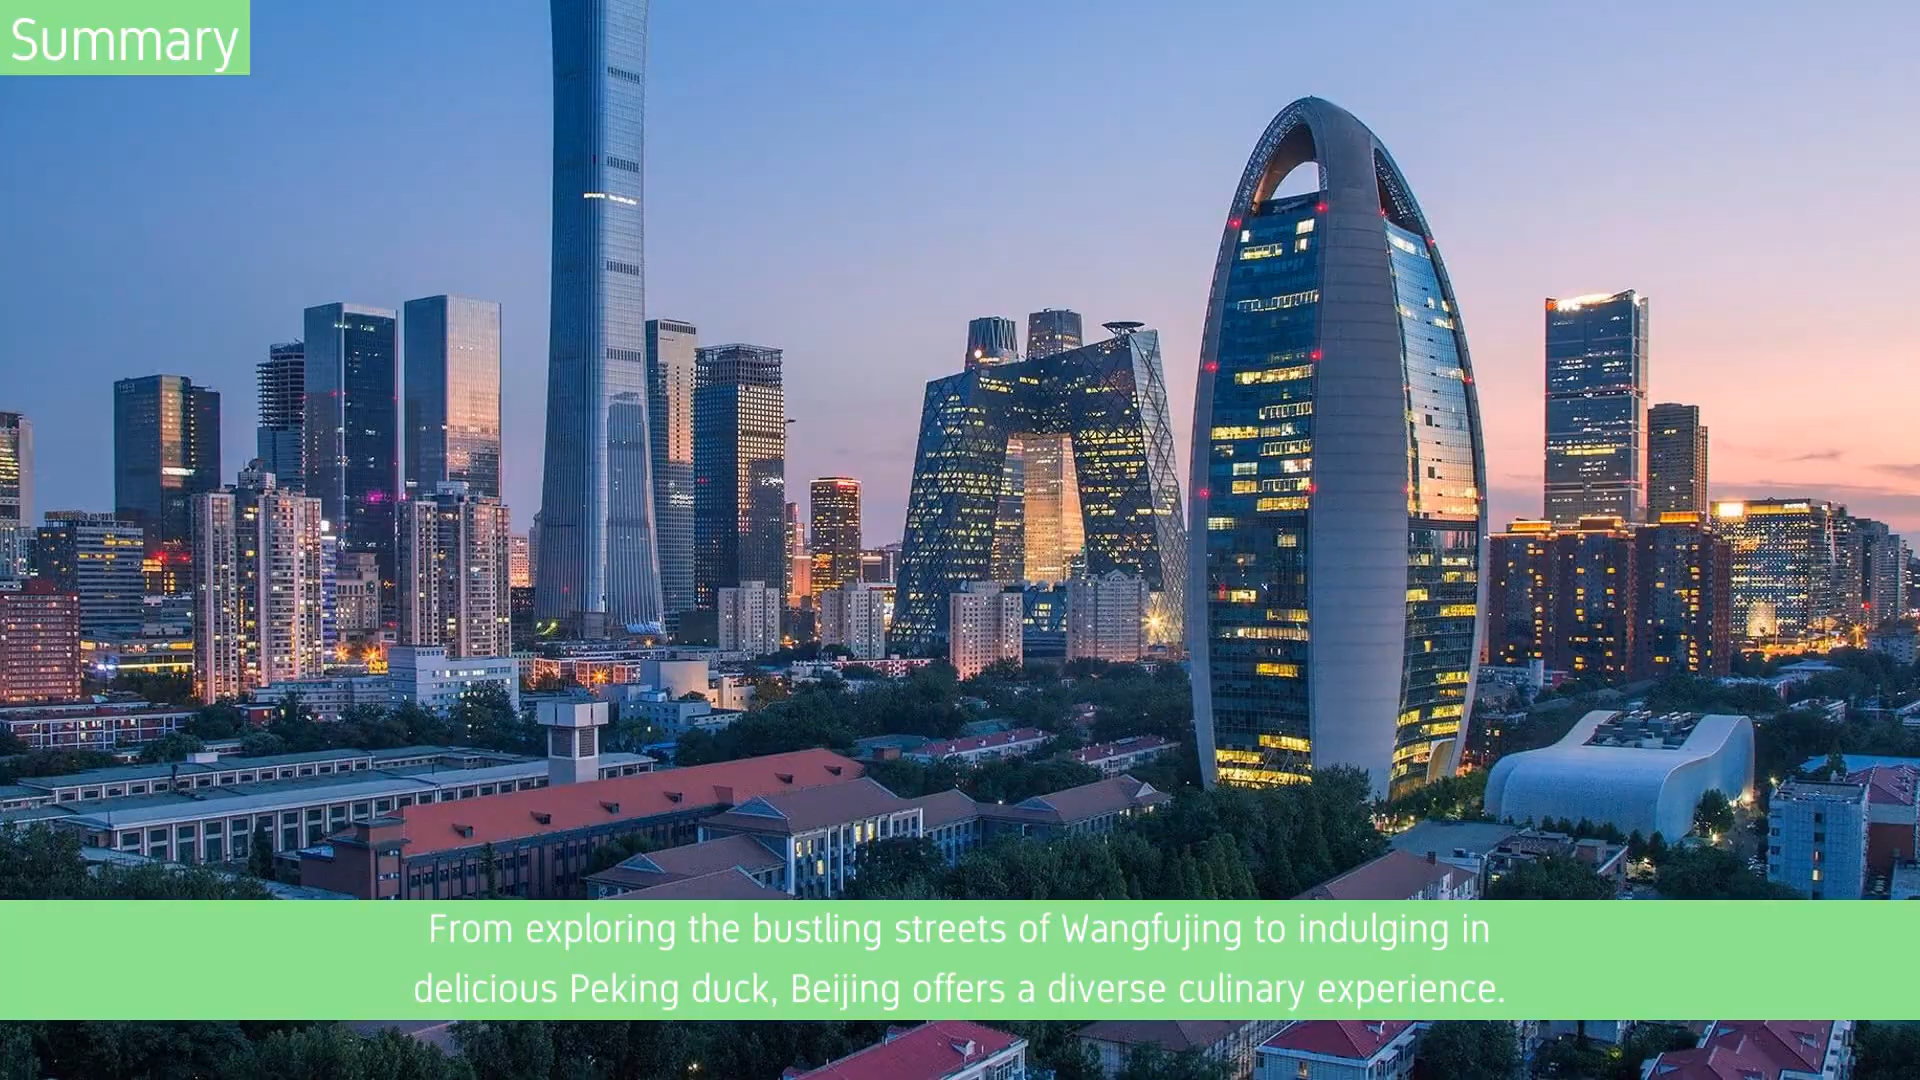 Summary
From exploring the bustling streets of Wangfujing to indulging in
delicious Peking duck, Beijing offers a diverse culinary experience.